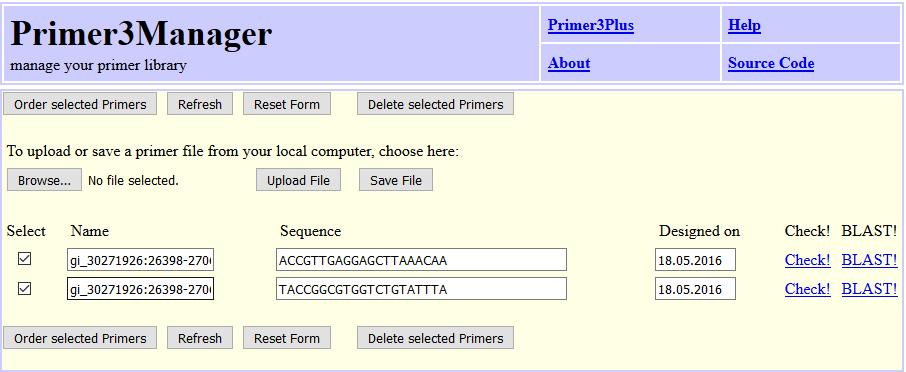 Primer3Manager
manage your primer library
Primer3Plus Help
About Source Code
Order selected Primers Refresh Reset Form Delete selected Primers
To upload or save a primer file from your local computer, choose here:
Browse... No file selected. Upload File Save File
Select Name Sequence Designed on Check! BLAST!
gi_30271926:26398-270 ACCGTTGAGGAGCTTAAACAA 18.05.2016 Check! BLAST!
gi_30271926:26398-270 TACCGGCGTGGTCTGTATTTA 18.05.2016 Check! BLAST!
Order selected Primers Refresh Reset Form Delete selected Primers